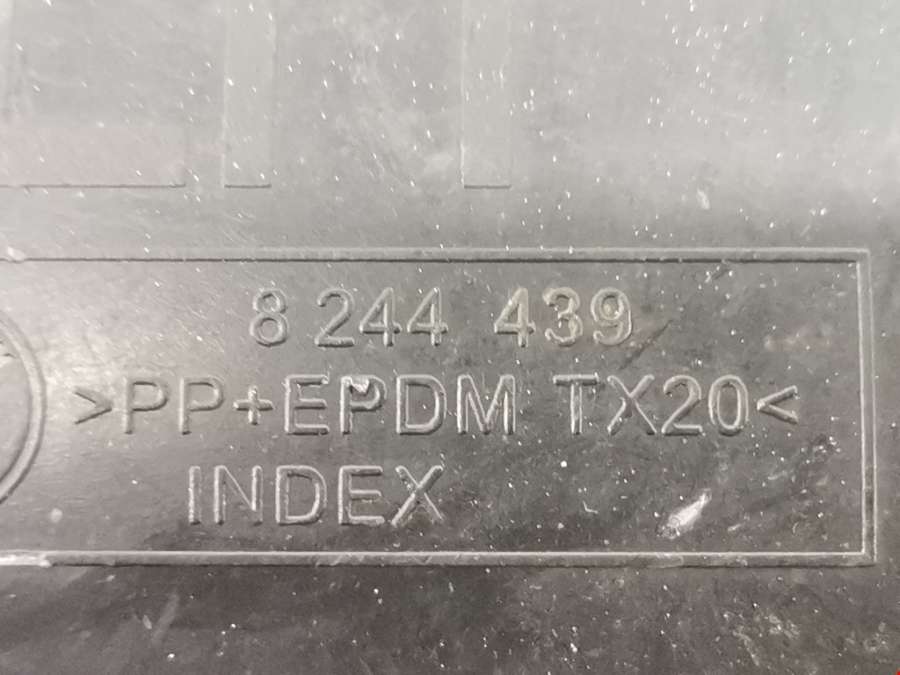 8 244 439
>PP+EPDM TX20<
INDEX